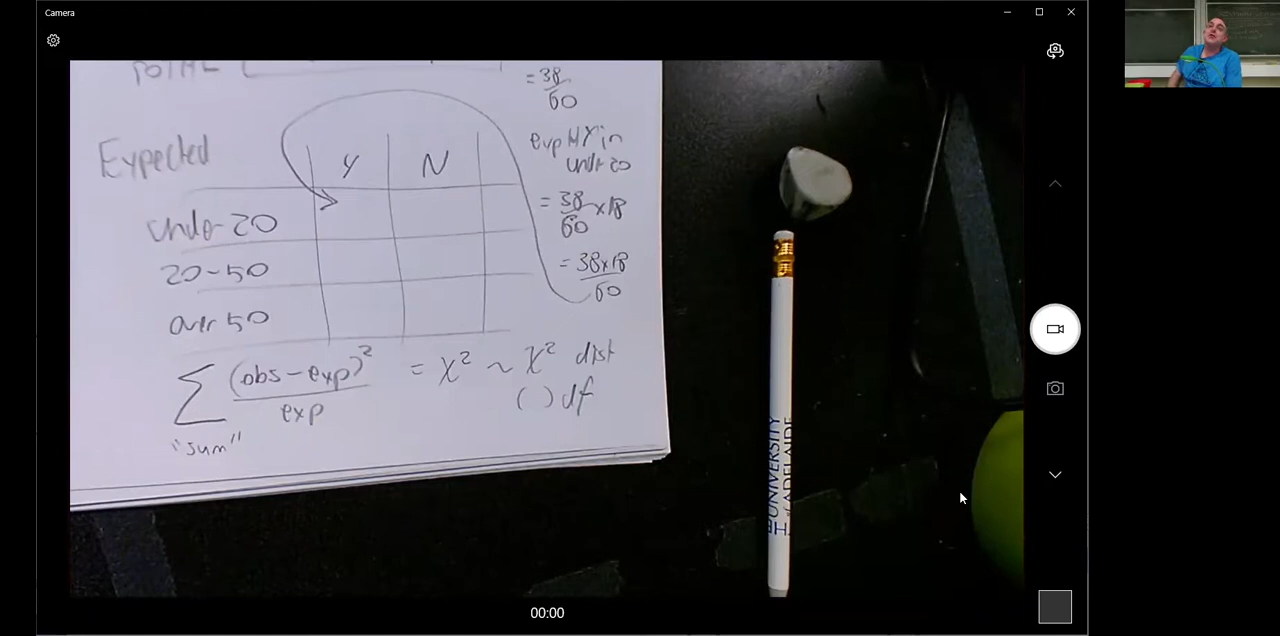 Camera
TOTAL
= 38
60
Expected
Y
N
exp # Y in
under 20
= 38 x 18
60
= 38x18
60
under 20
20-50
over 50
∑ (obs-exp)² = χ² ~ χ² dist
exp
( ) df
"sum"
UNIVERSITY
of ADELAIDE
00:00